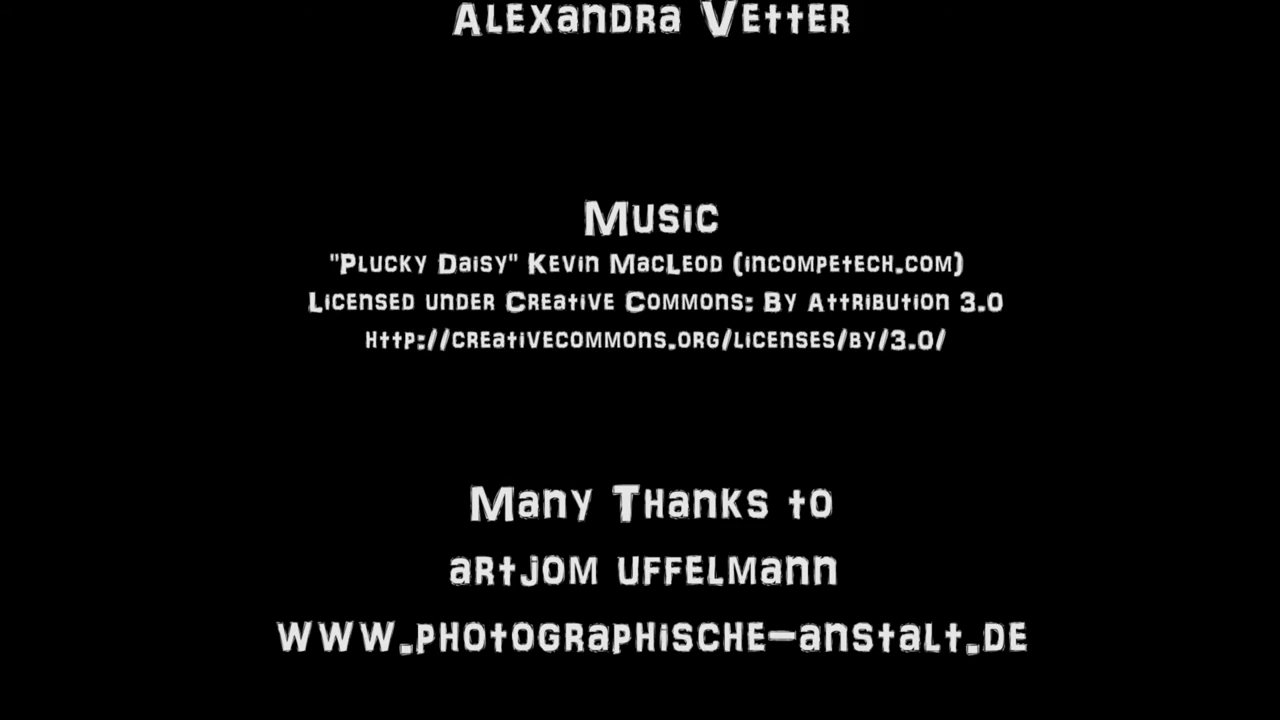 Alexandra Vetter
Music
"Plucky Daisy" Kevin MacLeod (incompetech.com)
Licensed under Creative Commons: By Attribution 3.0
http://creativecommons.org/licenses/by/3.0/
Many Thanks to
artjom uffelmann
www.photographische-anstalt.de